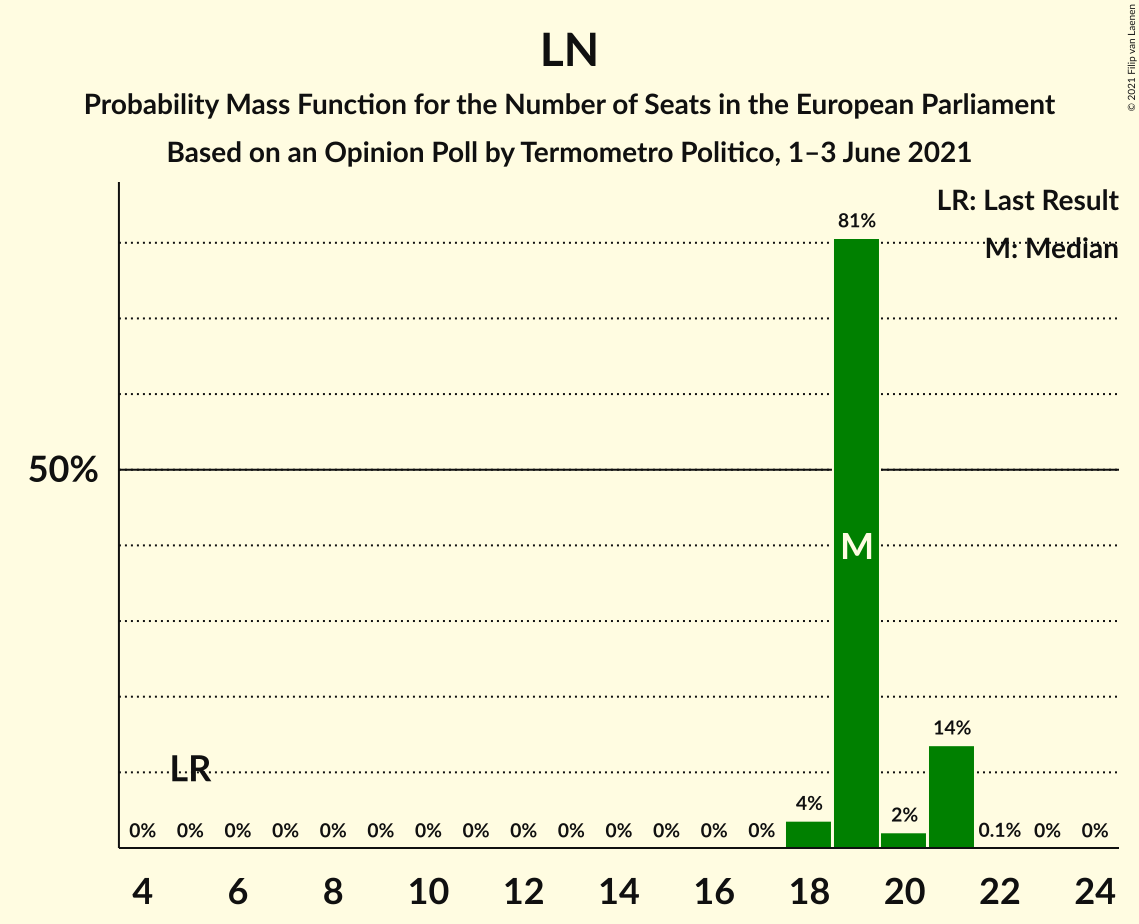 LN
Probability Mass Function for the Number of Seats in the European Parliament
Based on an Opinion Poll by Termometro Politico, 1–3 June 2021
© 2021 Filip van Laenen
LR: Last Result
M: Median
81%
50%
M
14%
LR
4%
2%
0% 0% 0% 0% 0% 0% 0% 0% 0% 0% 0% 0% 0% 0% 0.1% 0% 0%
4 6 8 10 12 14 16 18 20 22 24